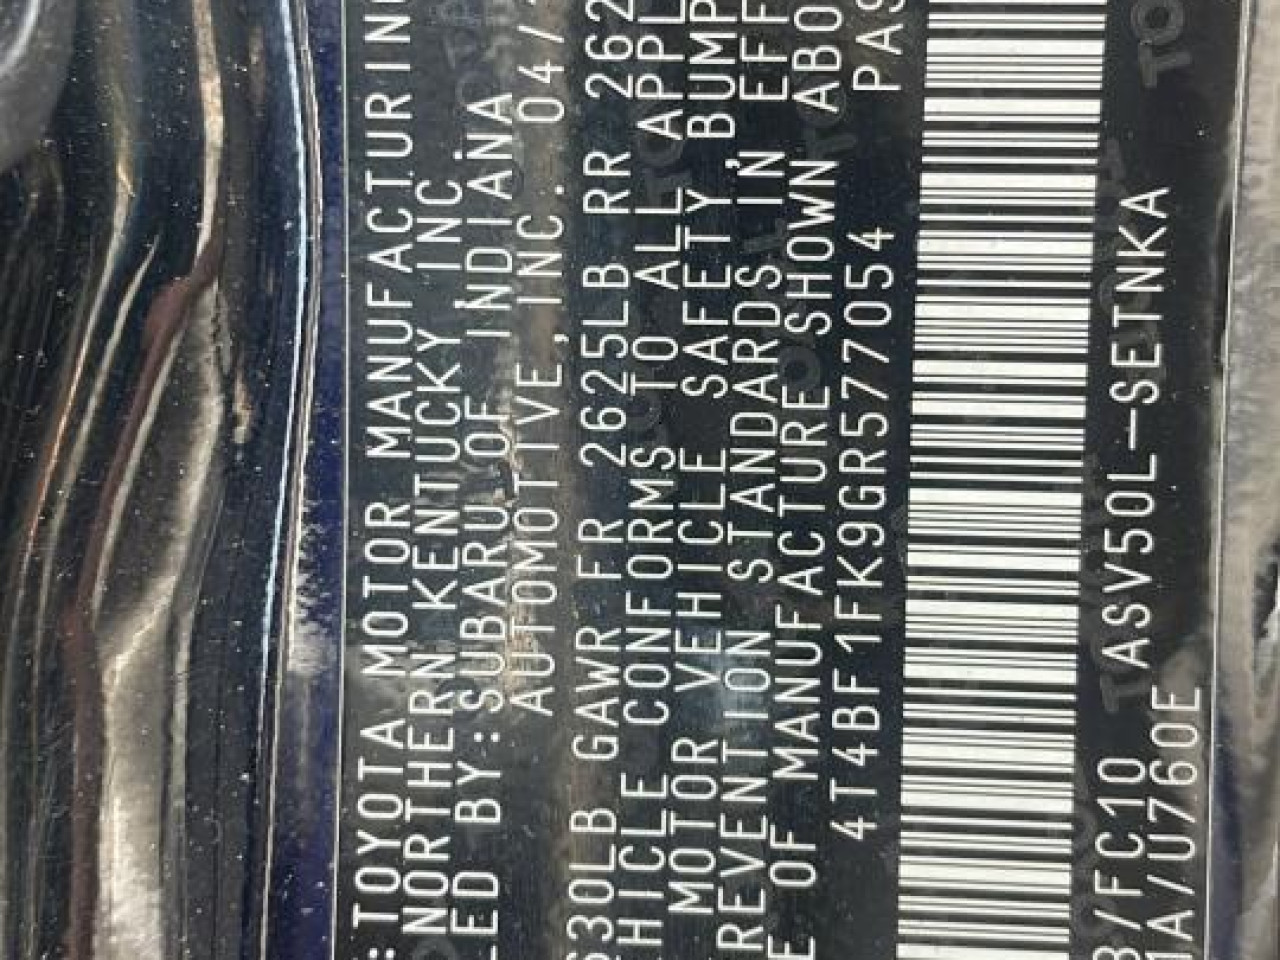 :TOYOTA MOTOR MANUFACTURING
NORTHERN KENTUCKY, INC.
LED BY:SUBARU OF INDIANA
AUTOMOTIVE, INC. 04/
630LB GAWR FR 2625LB RR 262
HICLE CONFORMS TO ALL APPL
MOTOR VEHICLE SAFETY, BUMP
REVENTION STANDARDS IN EFF
E OF MANUFACTURE SHOWN ABO
4T4BF1FK9GR577054 PAS
B/FC10 ASV50L-SETNKA
1A/U760E